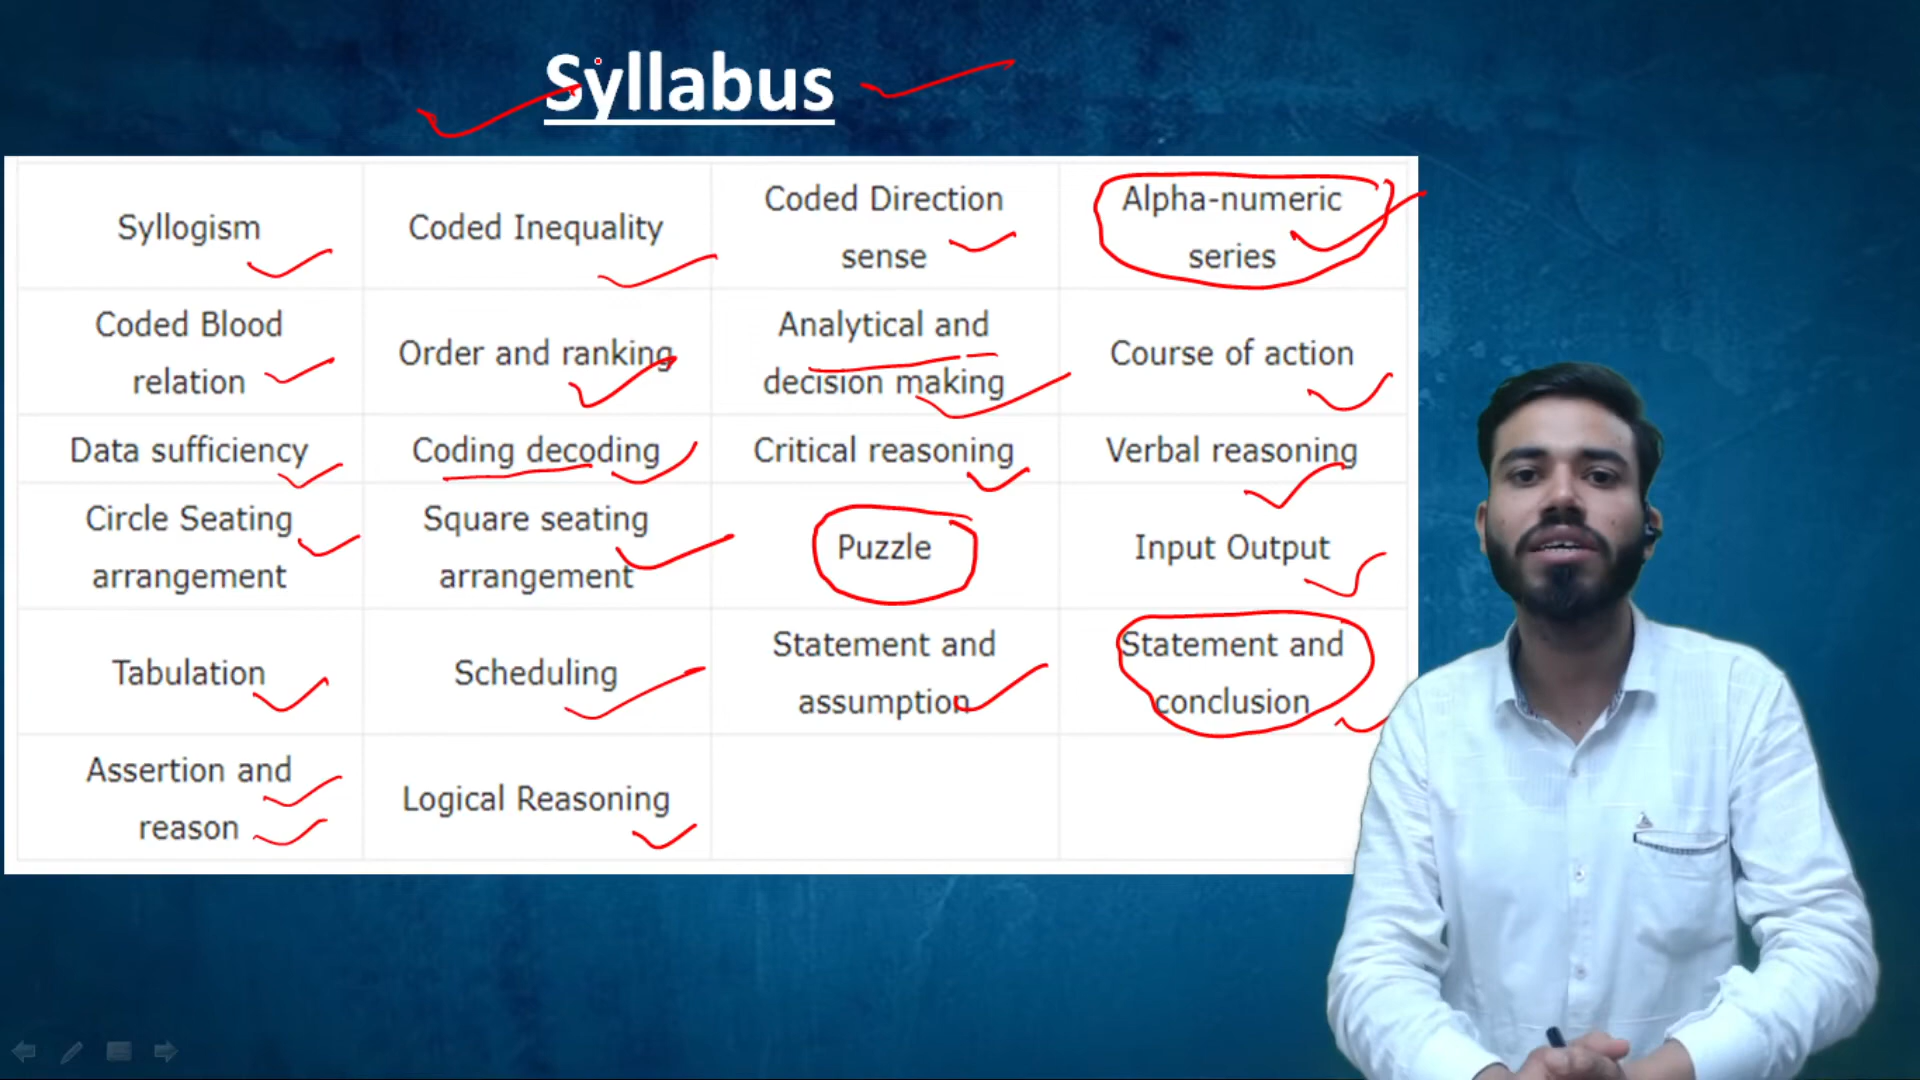 Syllabus
Syllogism
Coded Inequality
Coded Direction
sense
Alpha-numeric
series
Coded Blood
relation
Order and ranking
Analytical and
decision making
Course of action
Data sufficiency
Coding decoding
Critical reasoning
Verbal reasoning
Circle Seating
arrangement
Square seating
arrangement
Puzzle
Input Output
Tabulation
Scheduling
Statement and
assumption
Statement and
conclusion
Assertion and
reason
Logical Reasoning